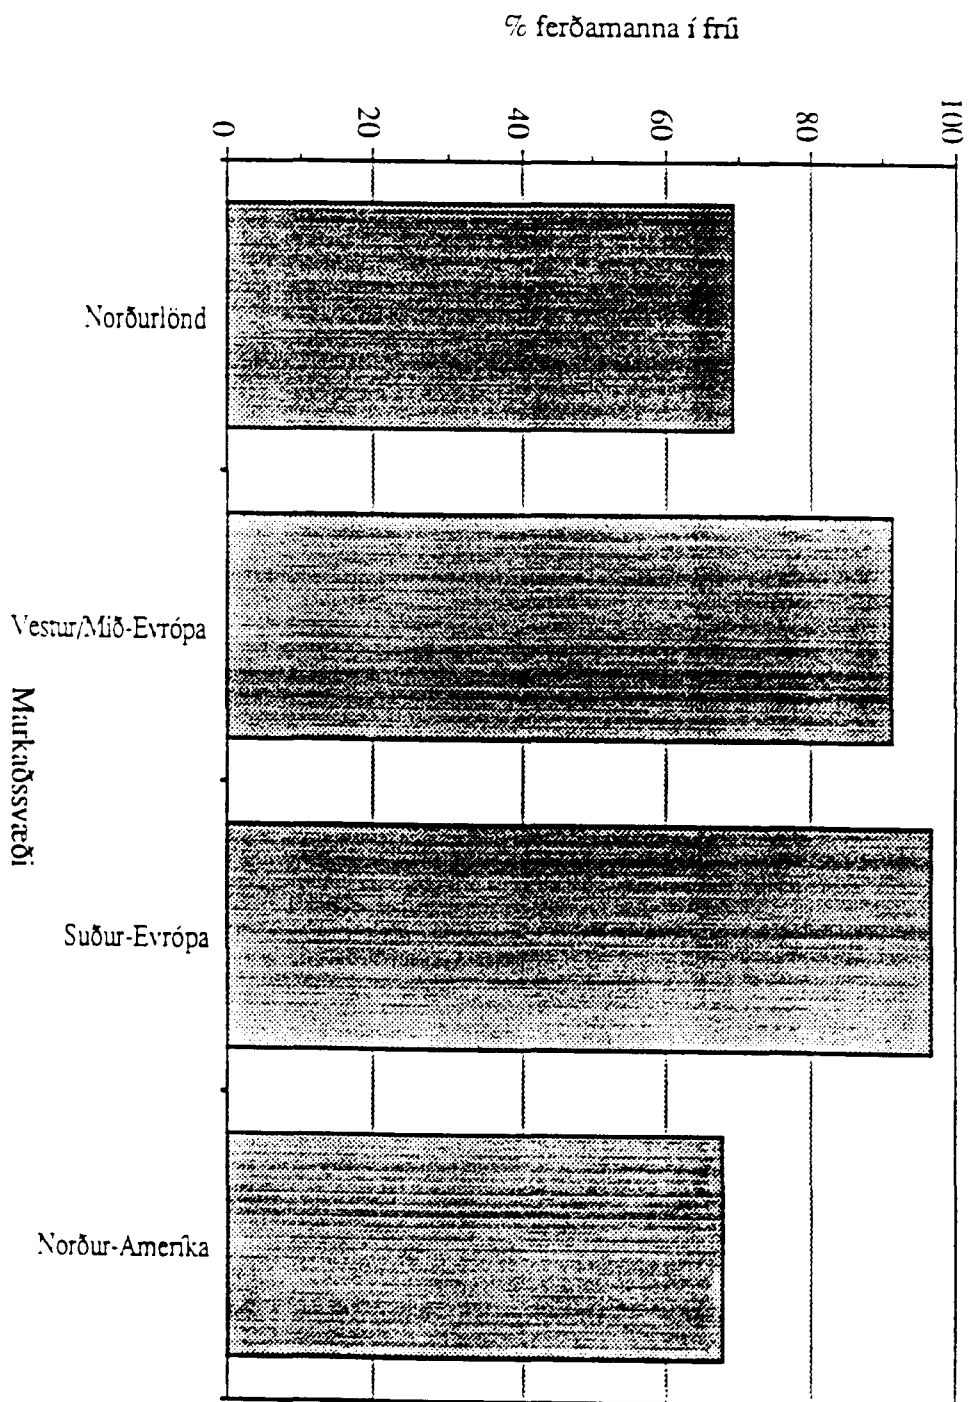 % ferðamanna í fríi
100
80
60
40
20
0
Norðurlönd
Vestur/Mið-Evrópa
Suður-Evrópa
Norður-Ameríka
Markaðssvæði